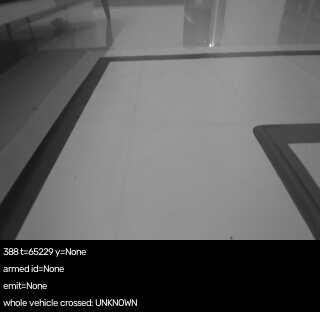 388 t=65229 y=None
armed id=None
emit=None
whole vehicle crossed: UNKNOWN